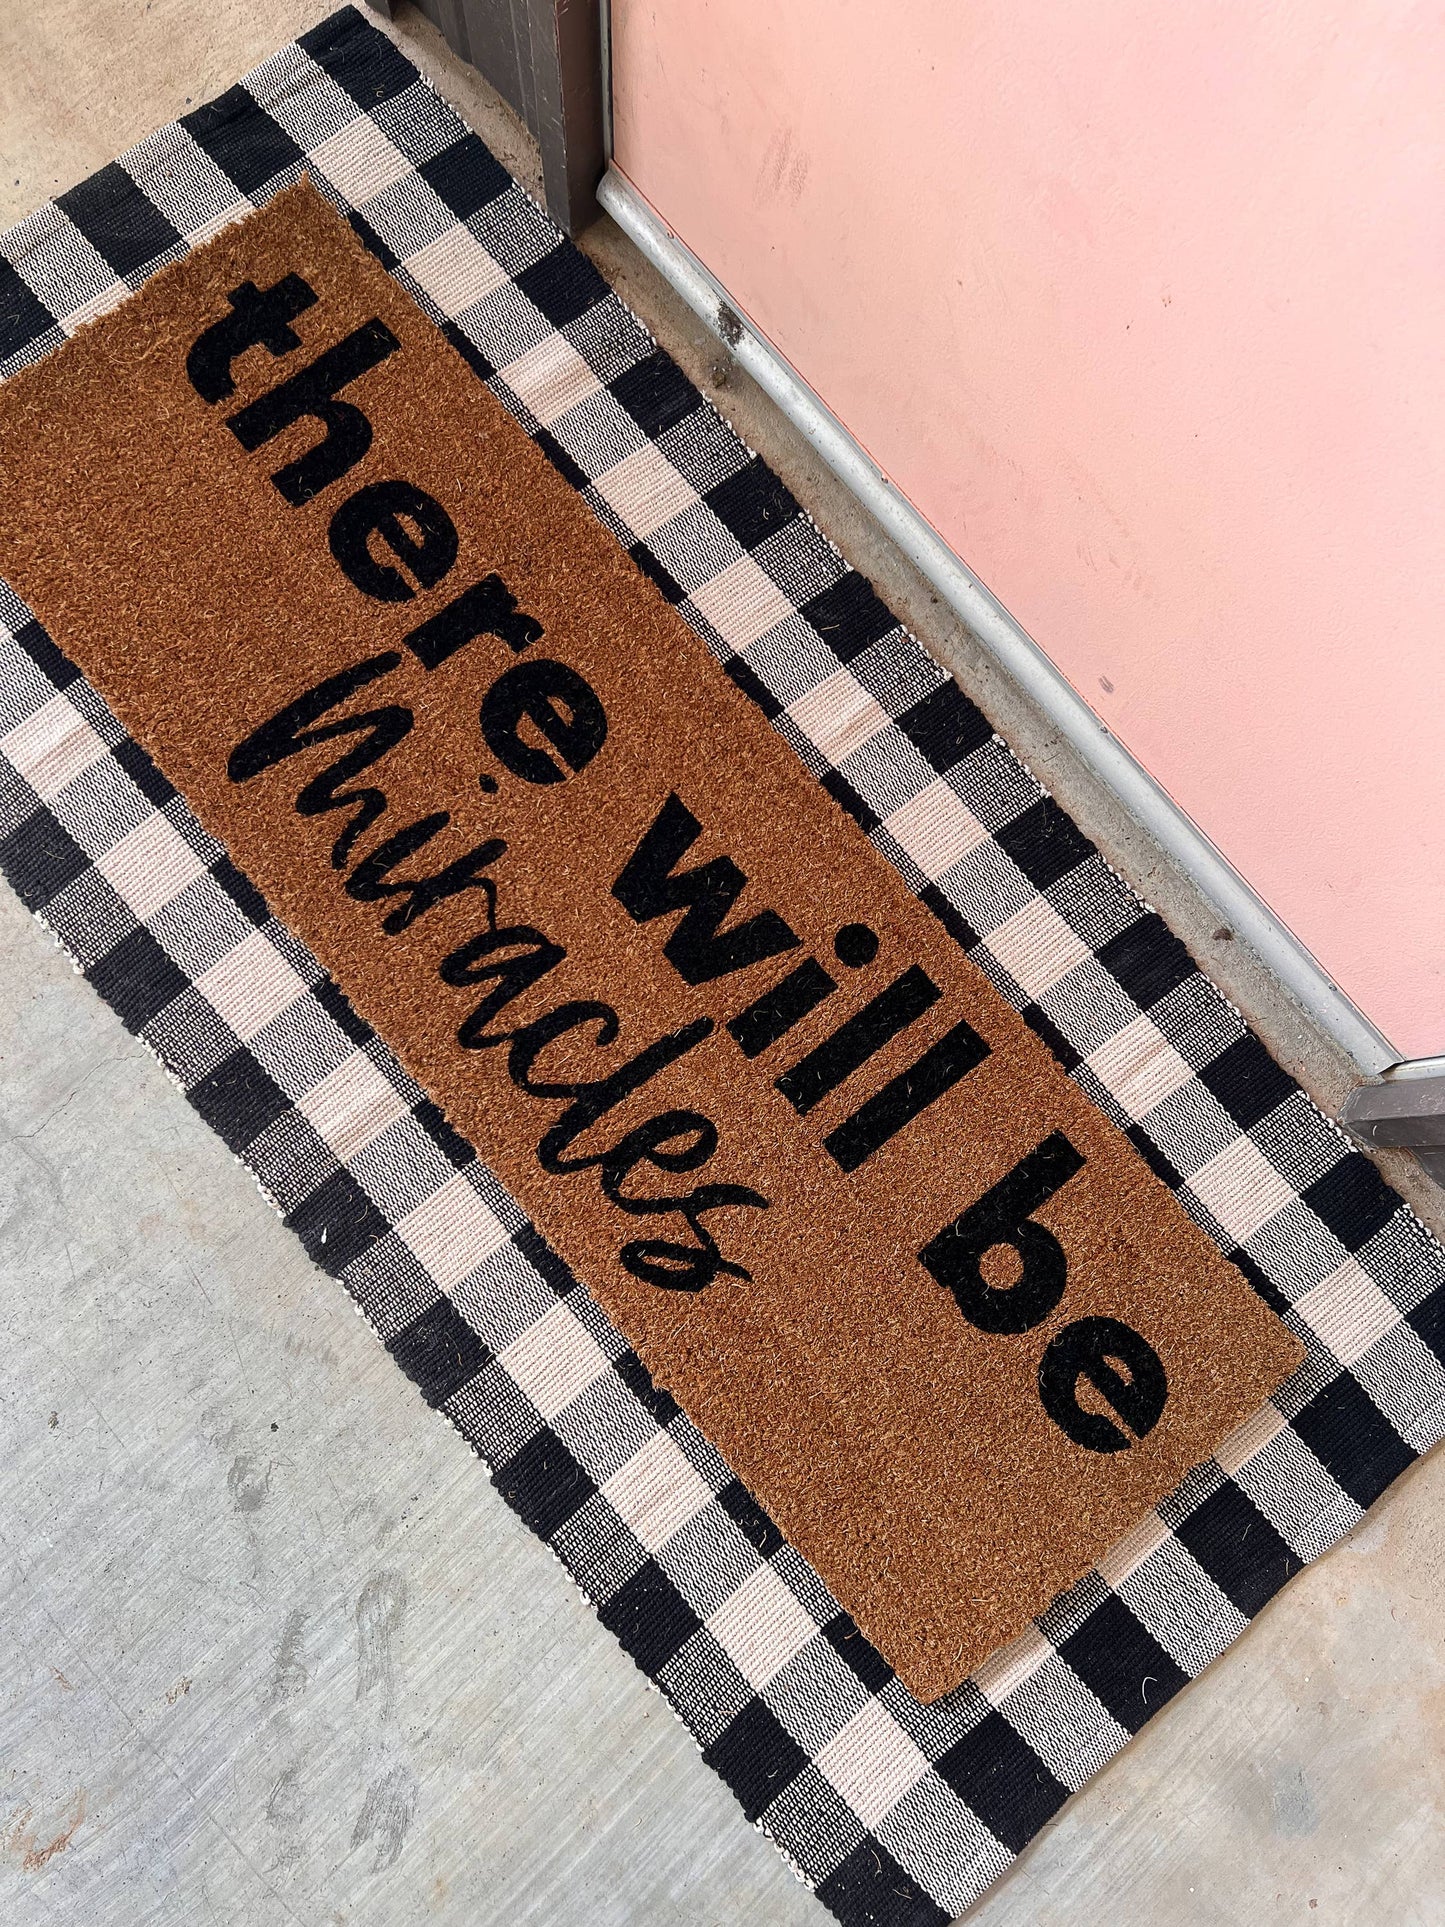 there will be
miracles